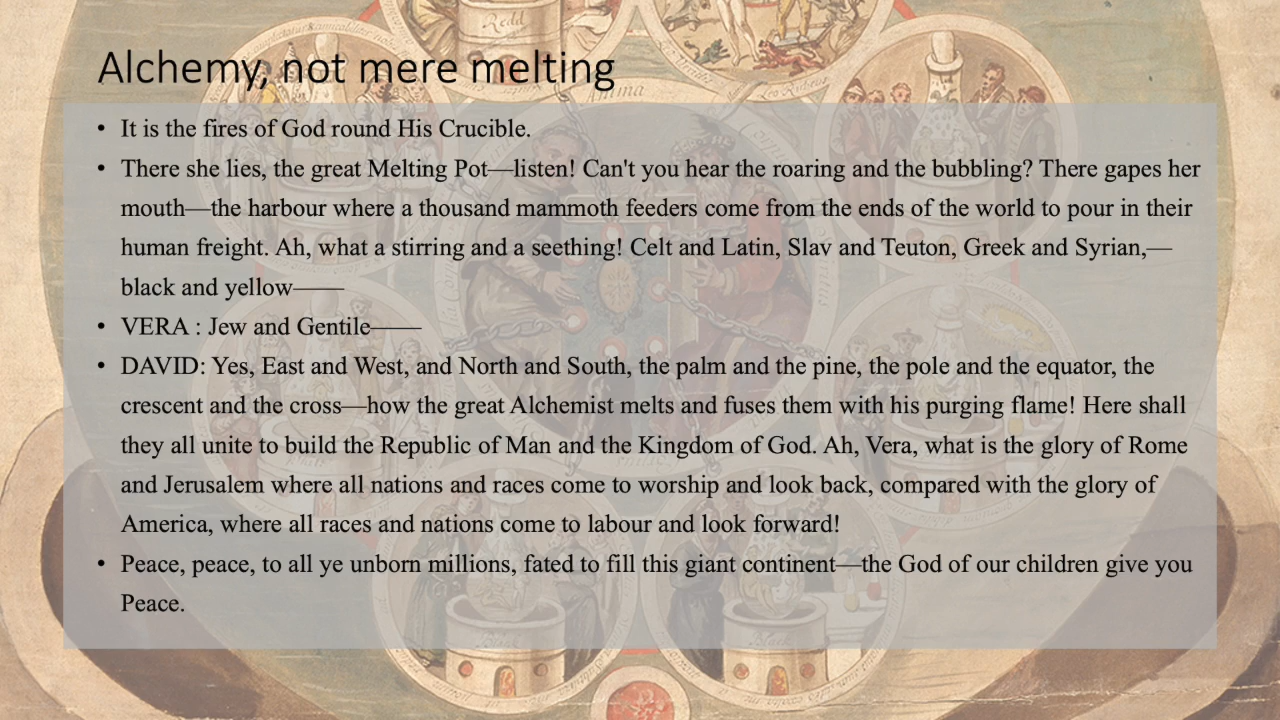 Alchemy, not mere melting
• It is the fires of God round His Crucible.
• There she lies, the great Melting Pot—listen! Can't you hear the roaring and the bubbling? There gapes her
mouth—the harbour where a thousand mammoth feeders come from the ends of the world to pour in their
human freight. Ah, what a stirring and a seething! Celt and Latin, Slav and Teuton, Greek and Syrian,—
black and yellow——
• VERA : Jew and Gentile——
• DAVID: Yes, East and West, and North and South, the palm and the pine, the pole and the equator, the
crescent and the cross—how the great Alchemist melts and fuses them with his purging flame! Here shall
they all unite to build the Republic of Man and the Kingdom of God. Ah, Vera, what is the glory of Rome
and Jerusalem where all nations and races come to worship and look back, compared with the glory of
America, where all races and nations come to labour and look forward!
• Peace, peace, to all ye unborn millions, fated to fill this giant continent—the God of our children give you
Peace.
Redd
Anima